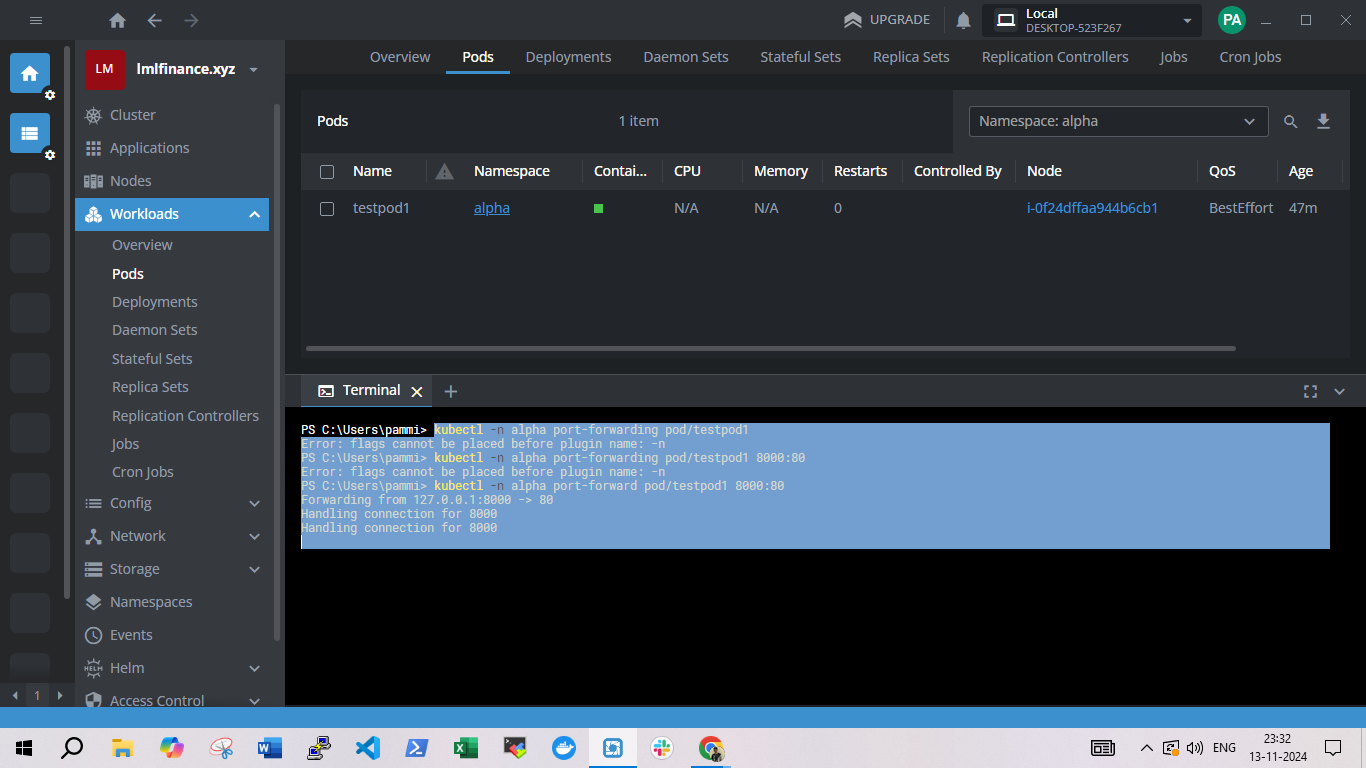 UPGRADE
Local
DESKTOP-523F267
PA
LM
lmlfinance.xyz
Overview Pods Deployments Daemon Sets Stateful Sets Replica Sets Replication Controllers Jobs Cron Jobs
Cluster
Applications
Nodes
Workloads
Overview
Pods
Deployments
Daemon Sets
Stateful Sets
Replica Sets
Replication Controllers
Jobs
Cron Jobs
Config
Network
Storage
Namespaces
Events
HELM Helm
Access Control
1
Pods 1 item Namespace: alpha
Name Namespace Contai... CPU Memory Restarts Controlled By Node QoS Age
testpod1 alpha N/A N/A 0 i-0f24dffaa944b6cb1 BestEffort 47m
Terminal
PS C:\Users\pammi> kubectl -n alpha port-forwarding pod/testpod1
Error: flags cannot be placed before plugin name: -n
PS C:\Users\pammi> kubectl -n alpha port-forwarding pod/testpod1 8000:80
Error: flags cannot be placed before plugin name: -n
PS C:\Users\pammi> kubectl -n alpha port-forward pod/testpod1 8000:80
Forwarding from 127.0.0.1:8000 -> 80
Handling connection for 8000
Handling connection for 8000
ENG
23:32
13-11-2024